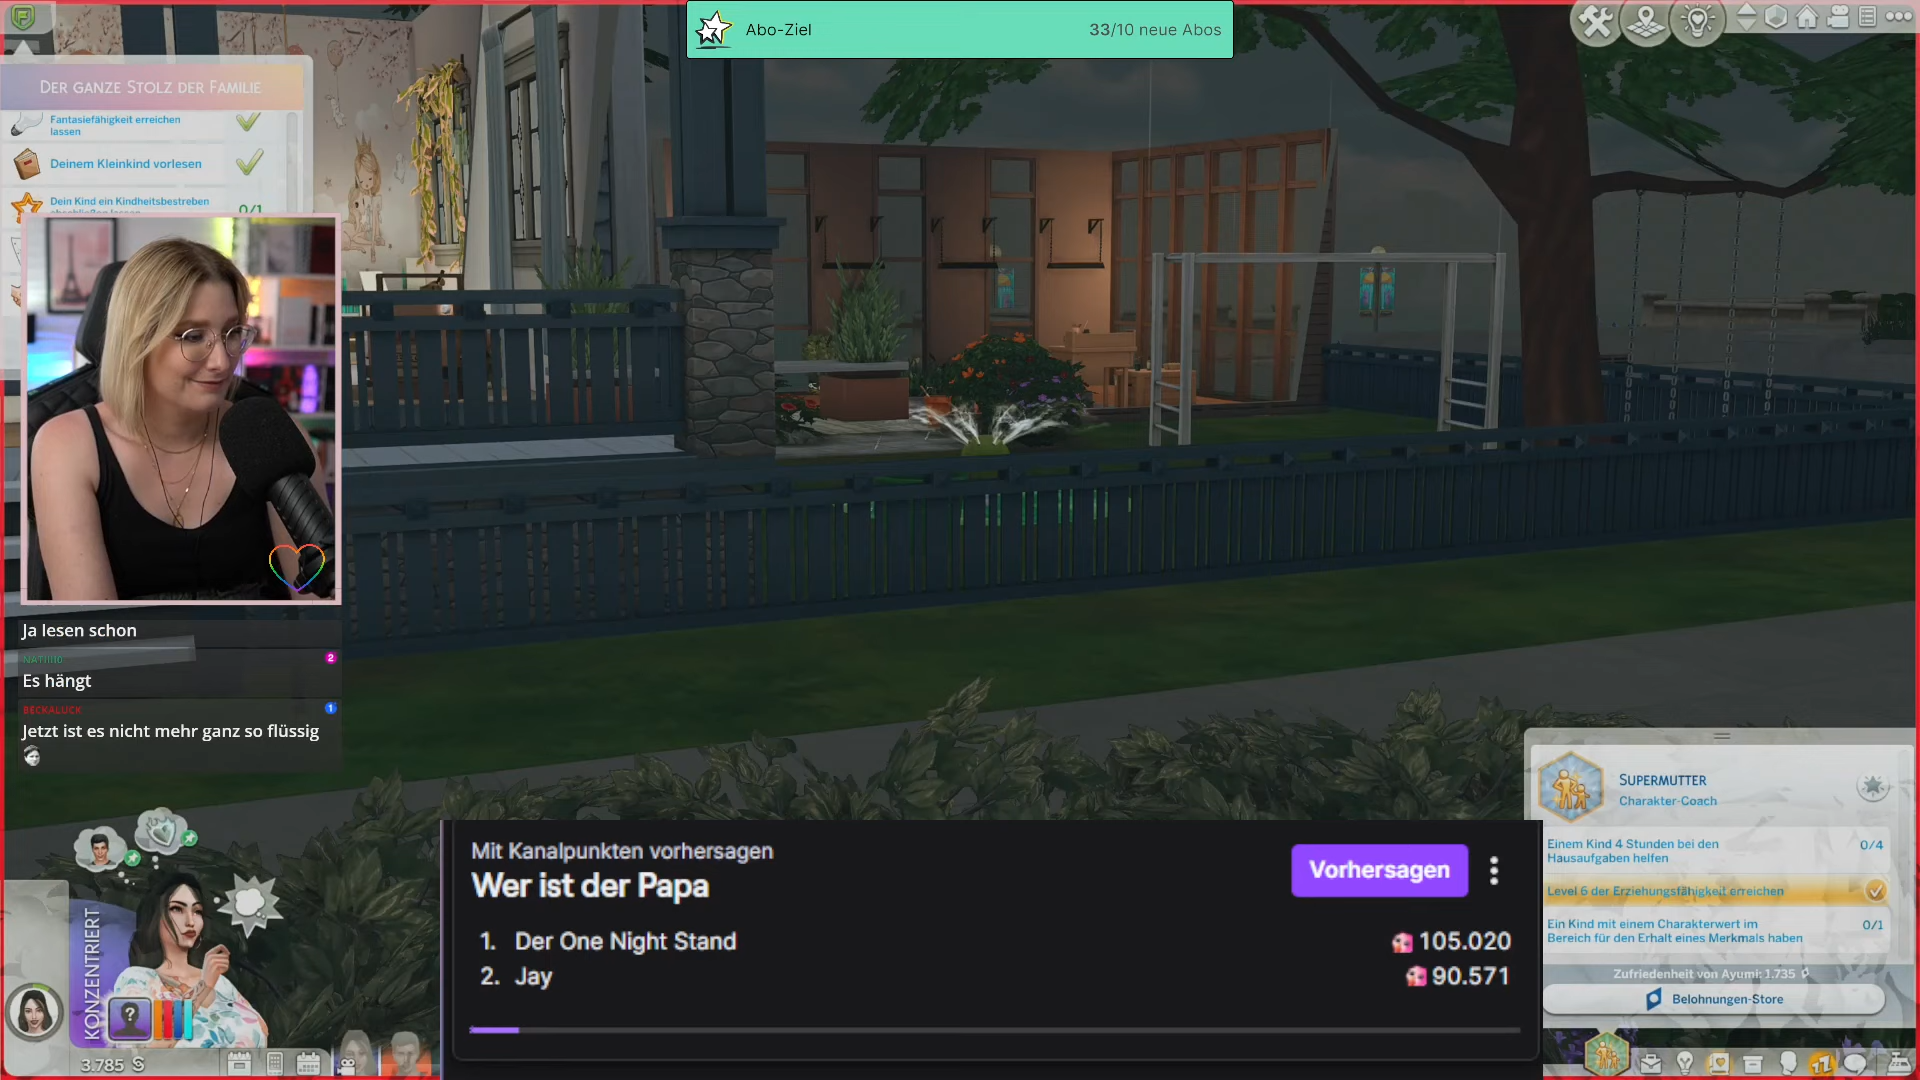 Abo-Ziel
33/10 neue Abos
Der ganze Stolz der Familie
Fantasiefähigkeit erreichen
lassen
Deinem Kleinkind vorlesen
Dein Kind ein Kindheitsbestreben
0/1
Ja lesen schon
2
Es hängt
BECKALUCK
1
Jetzt ist es nicht mehr ganz so flüssig
Supermutter
Charakter-Coach
Einem Kind 4 Stunden bei den
Hausaufgaben helfen
0/4
Level 6 der Erziehungsfähigkeit erreichen
Ein Kind mit einem Charakterwert im
Bereich für den Erhalt eines Merkmals haben
0/1
Zufriedenheit von Ayumi: 1.735
Belohnungen-Store
Mit Kanalpunkten vorhersagen
Wer ist der Papa
Vorhersagen
1. Der One Night Stand
105.020
2. Jay
90.571
KONZENTRIERT
?
3.785